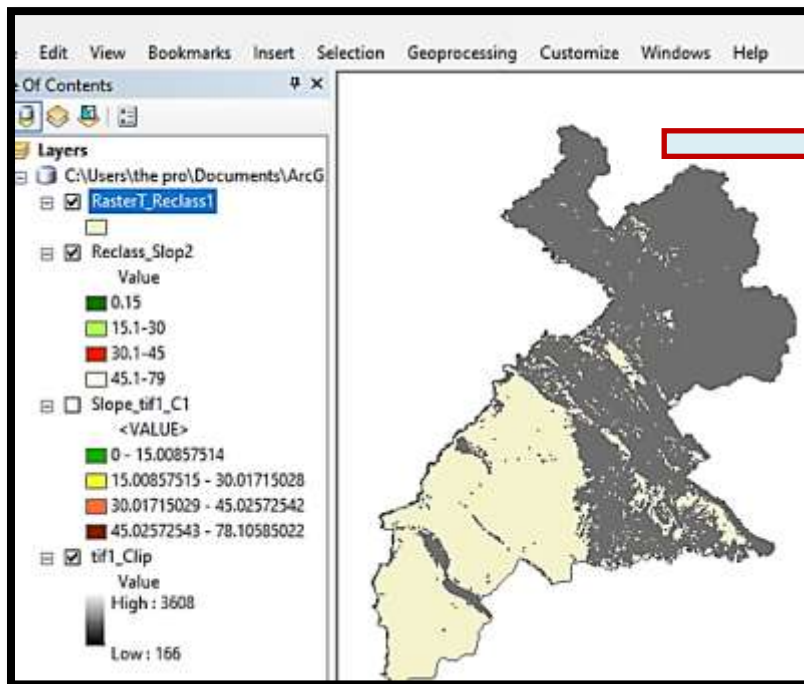 Edit View Bookmarks Insert Selection Geoprocessing Customize Windows Help
e Of Contents
Layers
C:\Users\the pro\Documents\ArcG
RasterT_Reclass1
Reclass_Slop2
Value
0.15
15.1-30
30.1-45
45.1-79
Slope_tif1_C1
<VALUE>
0 - 15.00857514
15.00857515 - 30.01715028
30.01715029 - 45.02572542
45.02572543 - 78.10585022
tif1_Clip
Value
High : 3608
Low : 166